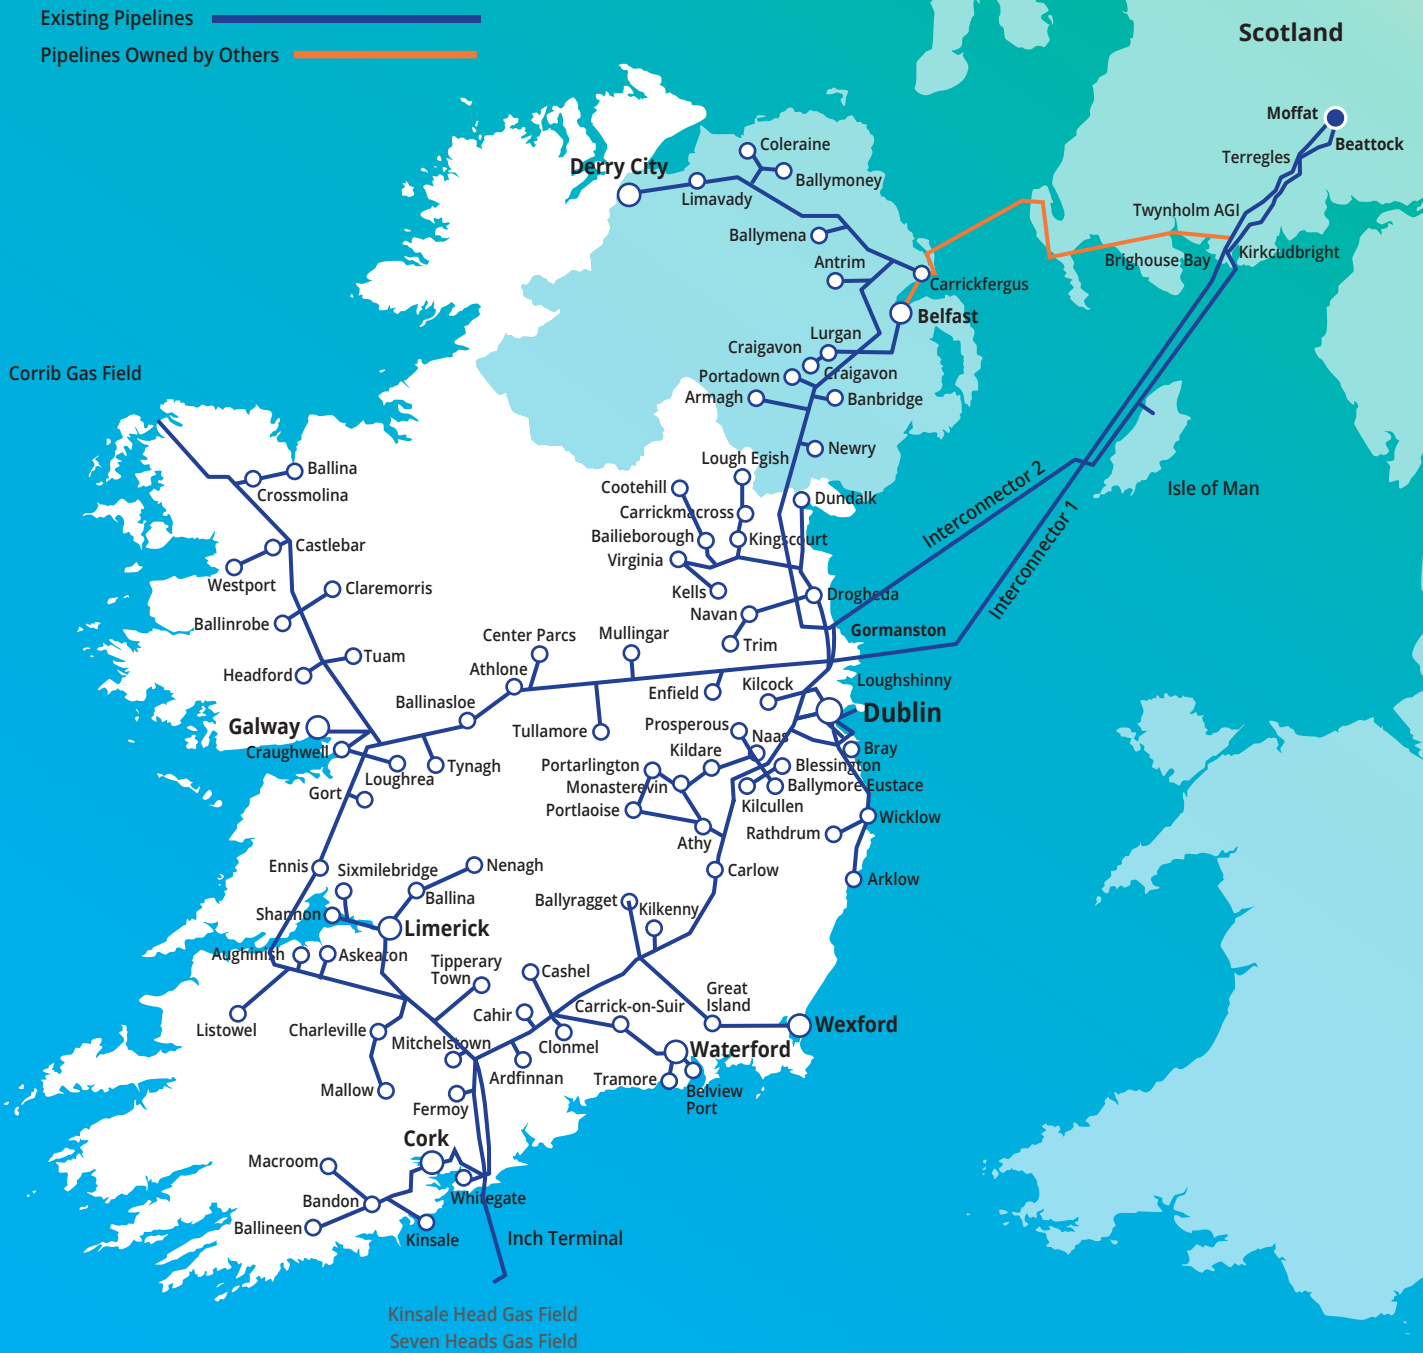 Existing Pipelines
Pipelines Owned by Others
Scotland
Moffat
Beattock
Terregles
Twynholm AGI
Kirkcudbright
Brighouse Bay
Coleraine
Ballymoney
Derry City
Limavady
Ballymena
Antrim
Carrickfergus
Belfast
Lurgan
Craigavon
Craigavon
Portadown
Armagh
Banbridge
Newry
Corrib Gas Field
Lough Egish
Cootehill
Carrickmacross
Dundalk
Bailieborough
Kingscourt
Virginia
Kells
Navan
Drogheda
Trim
Gormanston
Interconnector 2
Interconnector 1
Isle of Man
Ballina
Crossmolina
Castlebar
Westport
Claremorris
Ballinrobe
Tuam
Headford
Center Parcs
Mullingar
Athlone
Ballinasloe
Enfield
Kilcock
Loughshinny
Galway
Craughwell
Loughrea
Tynagh
Tullamore
Prosperous
Naas
Dublin
Bray
Kildare
Portarlington
Monasterevin
Blessington
Ballymore Eustace
Kilcullen
Portlaoise
Athy
Rathdrum
Wicklow
Gort
Ennis
Sixmilebridge
Nenagh
Ballina
Shannon
Limerick
Carlow
Arklow
Ballyragget
Kilkenny
Aughinish
Askeaton
Tipperary
Town
Cashel
Listowel
Charleville
Cahir
Carrick-on-Suir
Great
Island
Wexford
Mitchelstown
Clonmel
Waterford
Ardfinnan
Tramore
Belview
Port
Mallow
Fermoy
Cork
Macroom
Bandon
Whitegate
Ballineen
Kinsale
Inch Terminal
Kinsale Head Gas Field
Seven Heads Gas Field